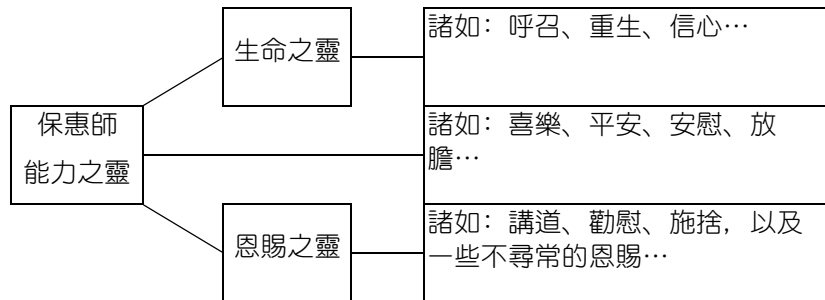 生命之靈
諸如：呼召、重生、信心…
保惠師
能力之靈
諸如：喜樂、平安、安慰、放
膽…
恩賜之靈
諸如：講道、勸慰、施捨，以及
一些不尋常的恩賜…